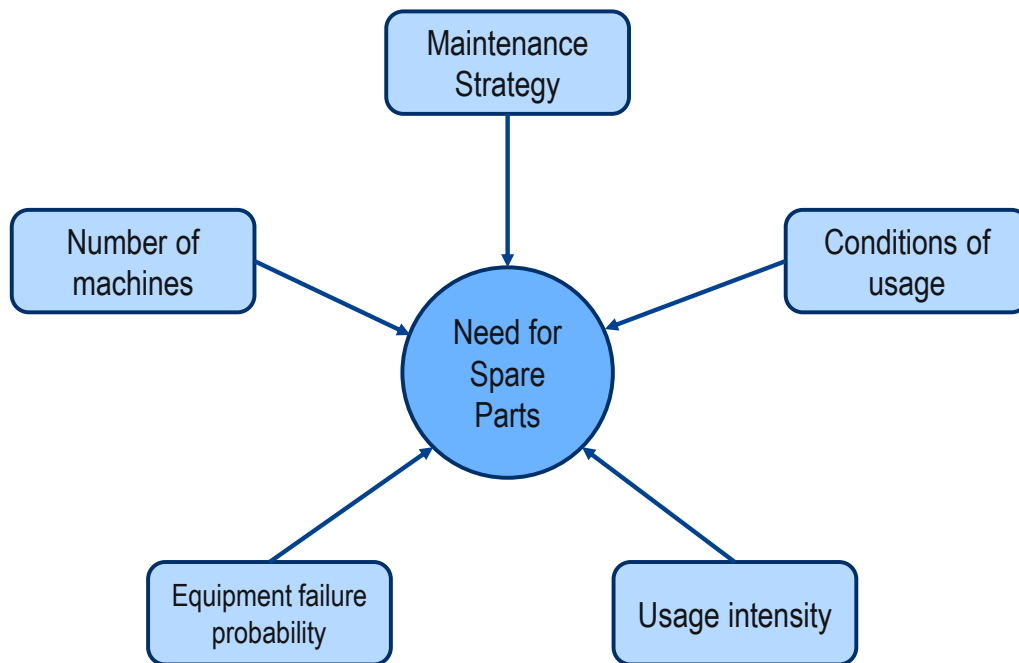 Maintenance
Strategy
Number of
machines
Conditions of
usage
Need for
Spare
Parts
Equipment failure
probability
Usage intensity